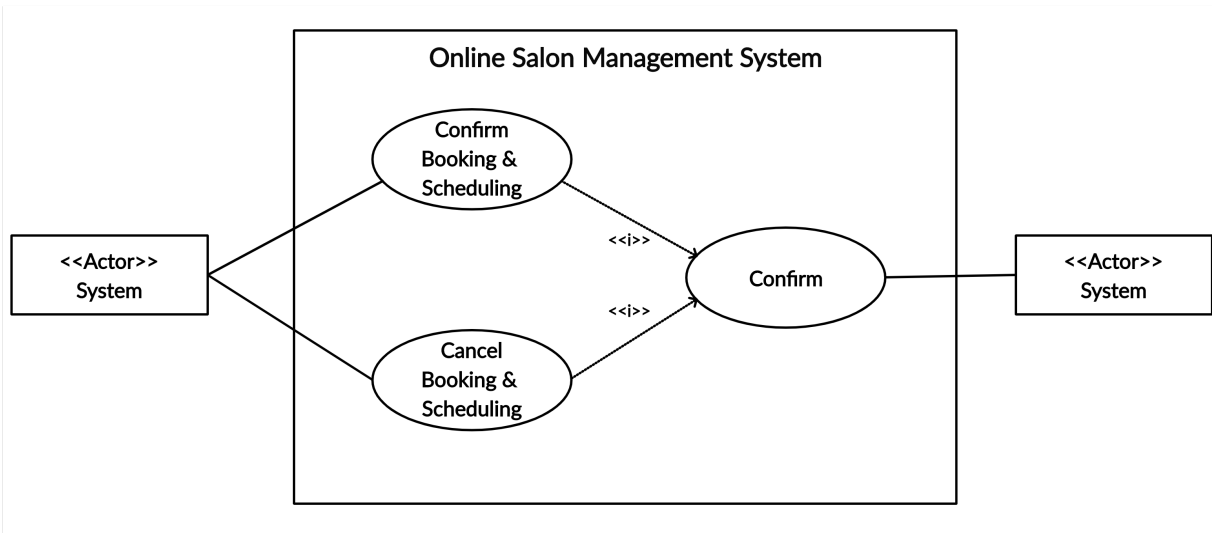 Online Salon Management System
Confirm
Booking &
Scheduling
<<i>>
<<Actor>>
System
Confirm
<<Actor>>
System
<<i>>
Cancel
Booking &
Scheduling